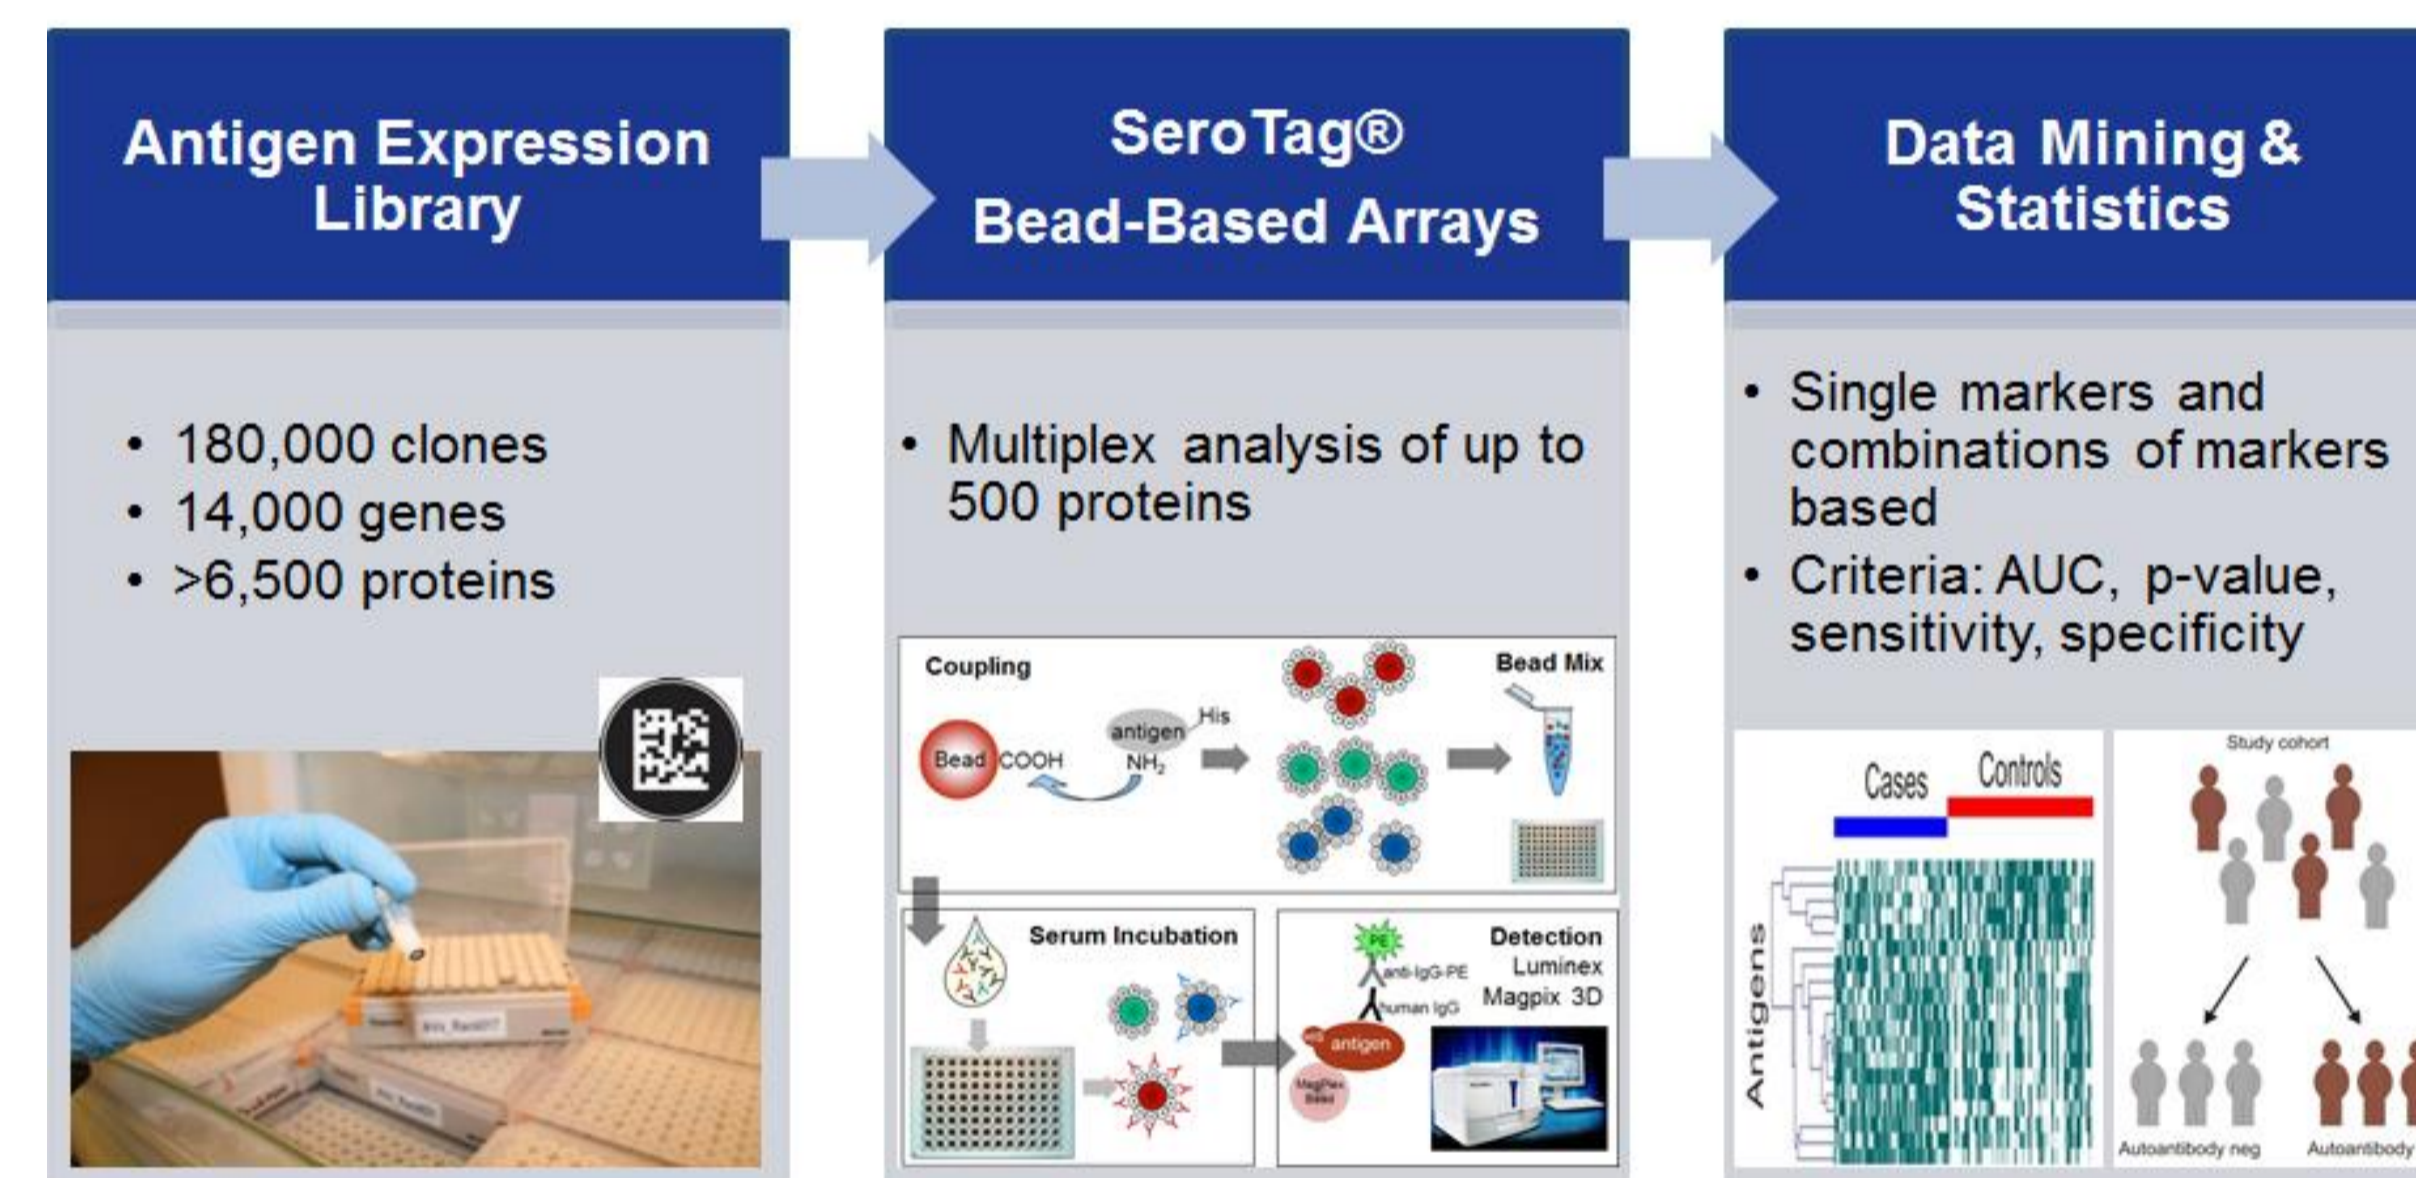 Antigen Expression
Library
• 180,000 clones
• 14,000 genes
• >6,500 proteins
SeroTag®
Bead-Based Arrays
• Multiplex analysis of up to
500 proteins
Coupling
Bead Mix
Bead
COOH
antigen
His
NH₂
Serum Incubation
Detection
Luminex
Magpix 3D
PE
anti-IgG-PE
human IgG
His
antigen
MagPlex
Bead
Data Mining &
Statistics
• Single markers and
combinations of markers
based
• Criteria: AUC, p-value,
sensitivity, specificity
Cases
Controls
Antigens
Study cohort
Autoantibody neg
Autoantibody